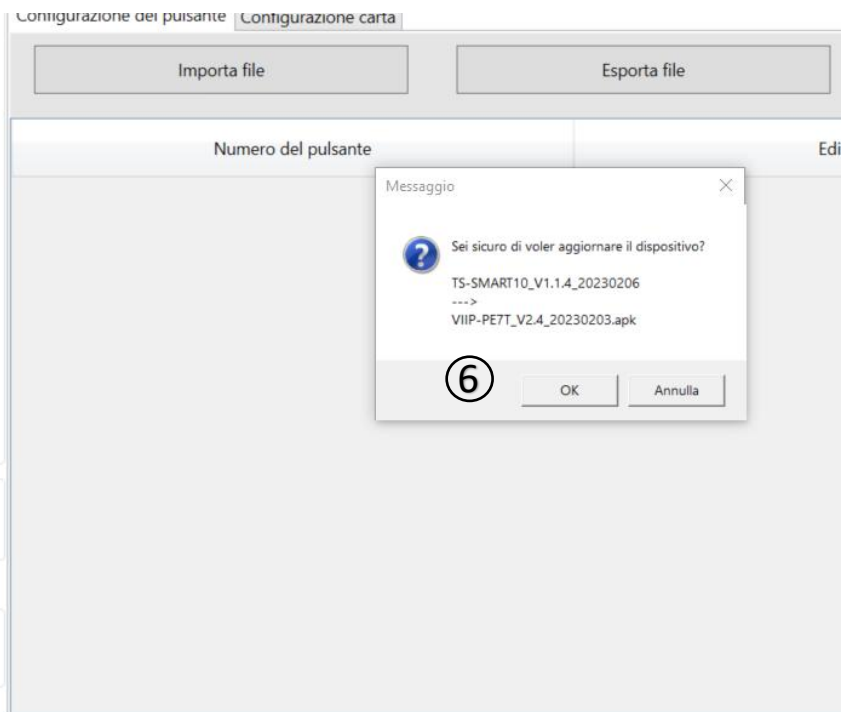 Configurazione del pulsante Configurazione carta
Importa file Esporta file
Numero del pulsante Edi
Messaggio
Sei sicuro di voler aggiornare il dispositivo?
TS-SMART10_V1.1.4_20230206
--->
VIIP-PE7T_V2.4_20230203.apk
⑥
OK Annulla